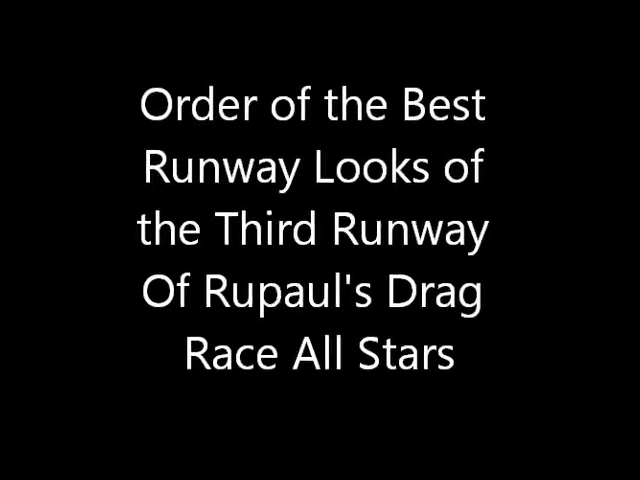 Order of the Best
Runway Looks of
the Third Runway
Of Rupaul's Drag
Race All Stars